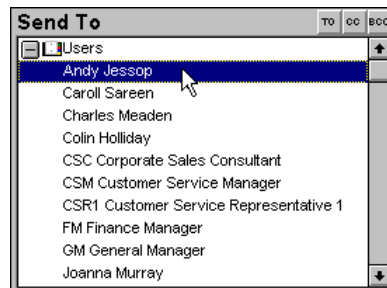 Send To TO CC BCC
Users
Andy Jessop
Caroll Sareen
Charles Meaden
Colin Holliday
CSC Corporate Sales Consultant
CSM Customer Service Manager
CSR1 Customer Service Representative 1
FM Finance Manager
GM General Manager
Joanna Murray